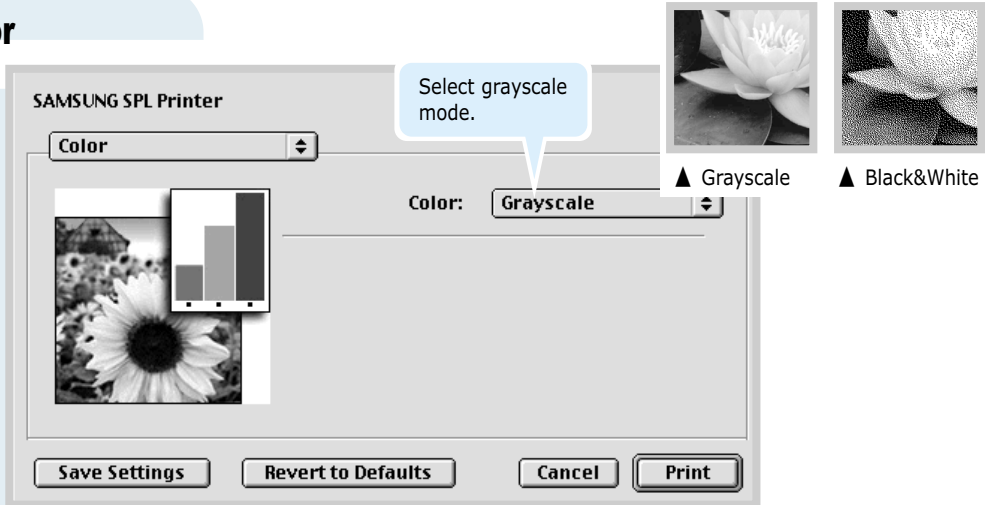 or
SAMSUNG SPL Printer
Select grayscale
mode.
Color
Color: Grayscale
▲ Grayscale
▲ Black&White
Save Settings
Revert to Defaults
Cancel
Print